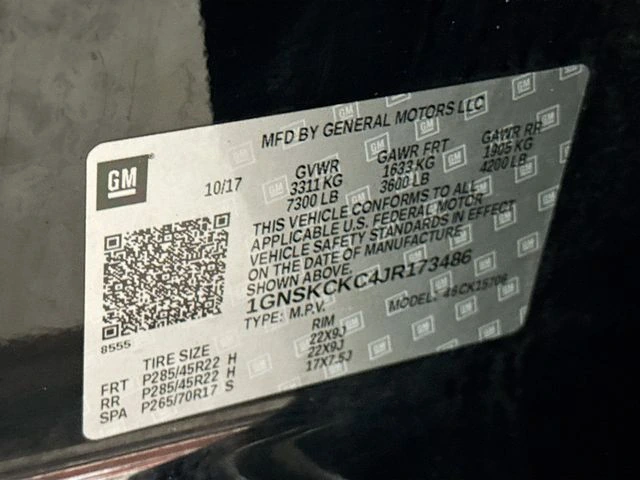 MFD BY GENERAL MOTORS LLC
GM
10/17
GVWR GAWR FRT GAWR RR
3311 KG 1633 KG 1905 KG
7300 LB 3600 LB 4200 LB
THIS VEHICLE CONFORMS TO ALL
APPLICABLE U.S. FEDERAL MOTOR
VEHICLE SAFETY STANDARDS IN EFFECT
ON THE DATE OF MANUFACTURE
SHOWN ABOVE.
1GNSKCKC4JR173486
TYPE: M.P.V. MODEL: 48CK15706
8555
TIRE SIZE RIM
FRT P285/45R22 H 22X9J
RR P285/45R22 H 22X9J
SPA P265/70R17 S 17X7.5J